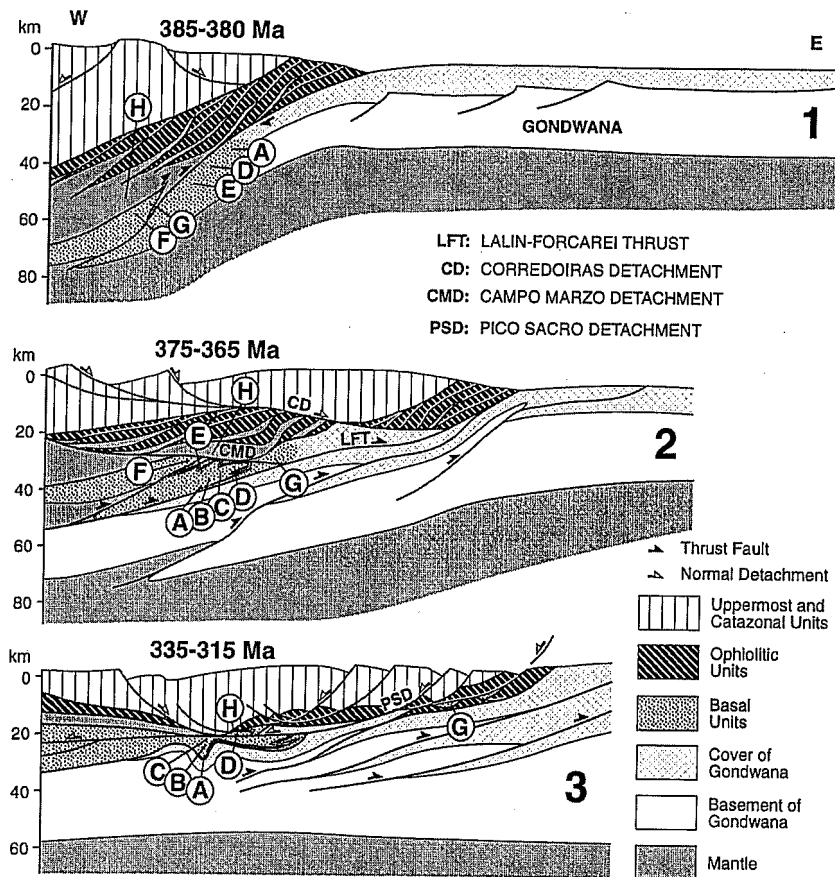 W
385-380 Ma
km
E
0
20
40
60
80
H
A
D
E
G
F
GONDWANA
1
LFT: LALIN-FORCAREI THRUST
CD: CORREDOIRAS DETACHMENT
CMD: CAMPO MARZO DETACHMENT
PSD: PICO SACRO DETACHMENT
375-365 Ma
km
0
20
40
60
80
H
CD
E
CMD
LFT
F
G
D
C
B
A
2
Thrust Fault
Normal Detachment
Uppermost and
Catazonal Units
Ophiolitic
Units
Basal
Units
Cover of
Gondwana
Basement of
Gondwana
Mantle
335-315 Ma
km
0
20
40
60
H
PSD
G
C
B
A
D
3